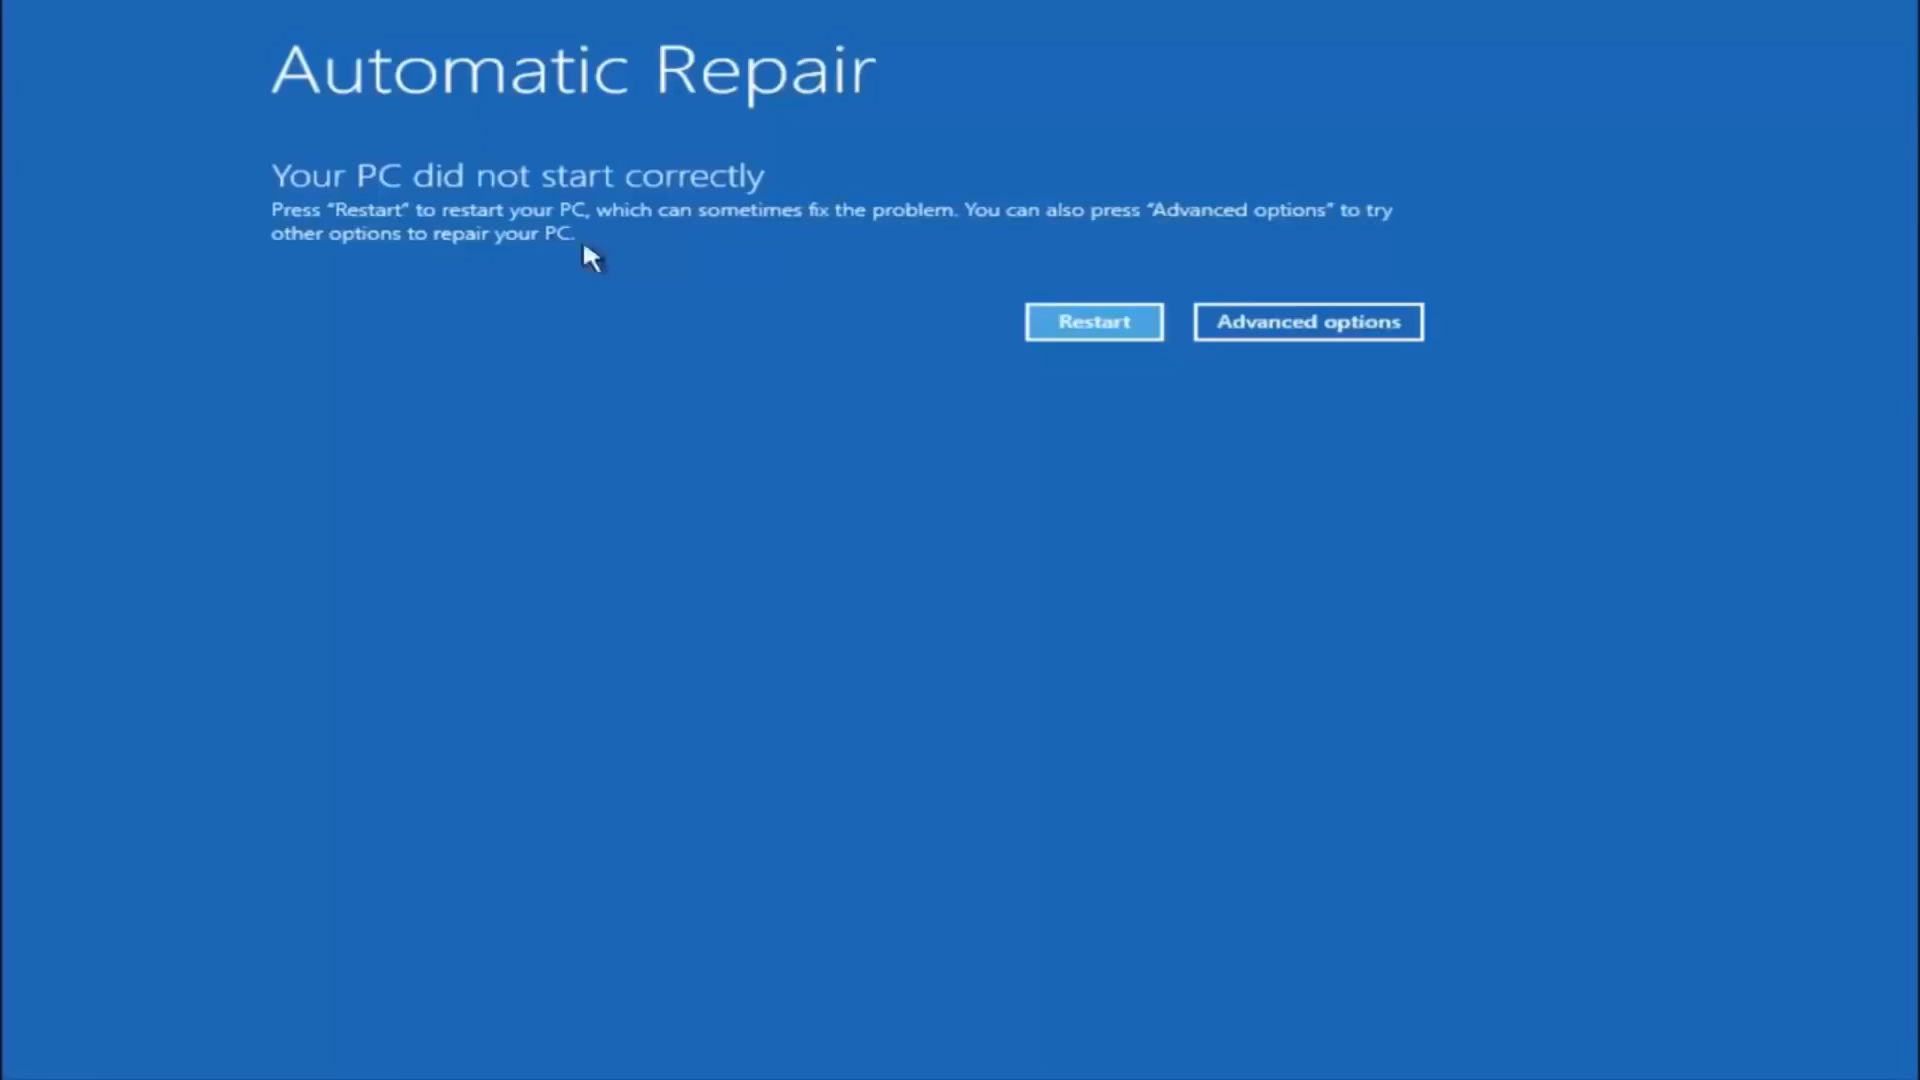 Automatic Repair
Your PC did not start correctly
Press “Restart” to restart your PC, which can sometimes fix the problem. You can also press “Advanced options” to try
other options to repair your PC.
Restart
Advanced options